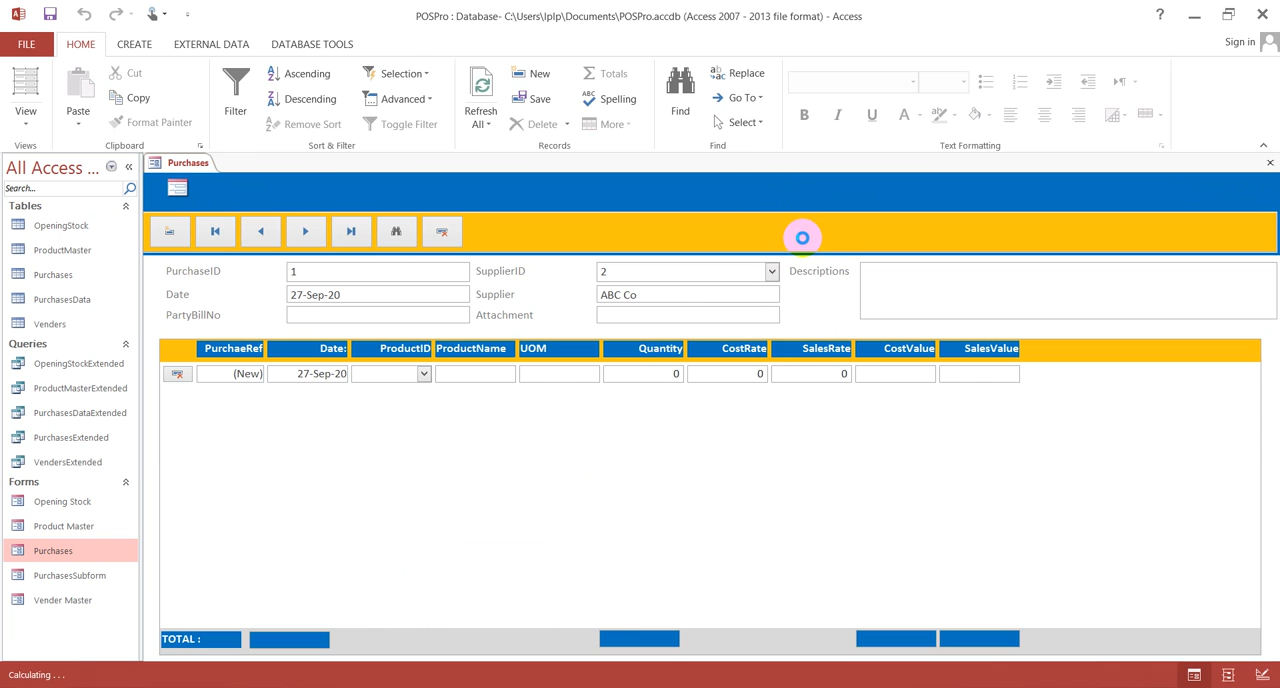 POSPro : Database- C:\Users\lplp\Documents\POSPro.accdb (Access 2007 - 2013 file format) - Access
?
Sign in
FILE
HOME
CREATE
EXTERNAL DATA
DATABASE TOOLS
View
Views
Paste
Cut
Copy
Format Painter
Clipboard
Filter
Ascending
Descending
Remove Sort
Selection
Advanced
Toggle Filter
Sort & Filter
Refresh
All
New
Save
Delete
Totals
Spelling
More
Records
Find
Replace
Go To
Select
Find
B I U A
Text Formatting
All Access ...
Search...
Tables
OpeningStock
ProductMaster
Purchases
PurchasesData
Venders
Queries
OpeningStockExtended
ProductMasterExtended
PurchasesDataExtended
PurchasesExtended
VendersExtended
Forms
Opening Stock
Product Master
Purchases
PurchasesSubform
Vender Master
Purchases
PurchaseID 1 SupplierID 2 Descriptions
Date 27-Sep-20 Supplier ABC Co
PartyBillNo Attachment
PurchaeRef Date: ProductID ProductName UOM Quantity CostRate SalesRate CostValue SalesValue
(New) 27-Sep-20 0 0 0
TOTAL :
Calculating . . .